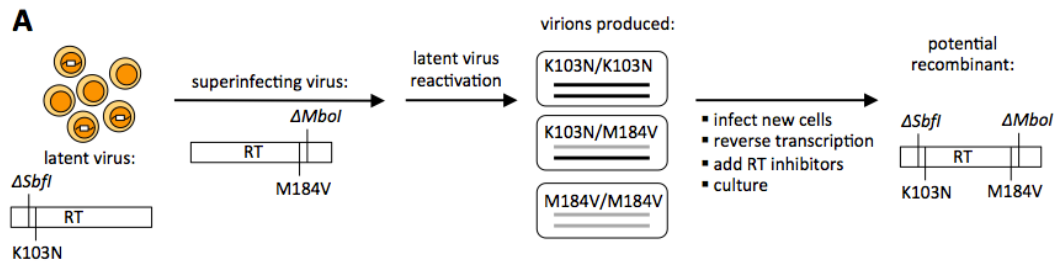 A
latent virus:
ΔSbfI
RT
K103N
superinfecting virus:
ΔMboI
RT
M184V
latent virus
reactivation
virions produced:
K103N/K103N
K103N/M184V
M184V/M184V
▪ infect new cells
▪ reverse transcription
▪ add RT inhibitors
▪ culture
potential
recombinant:
ΔSbfI ΔMboI
RT
K103N M184V